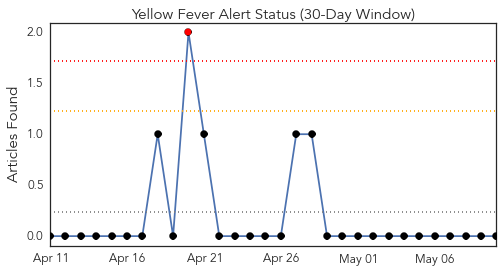 Yellow Fever Alert Status (30-Day Window)
Articles Found
2.0
1.5
1.0
0.5
0.0
Apr 11
Apr 16
Apr 21
Apr 26
May 01
May 06